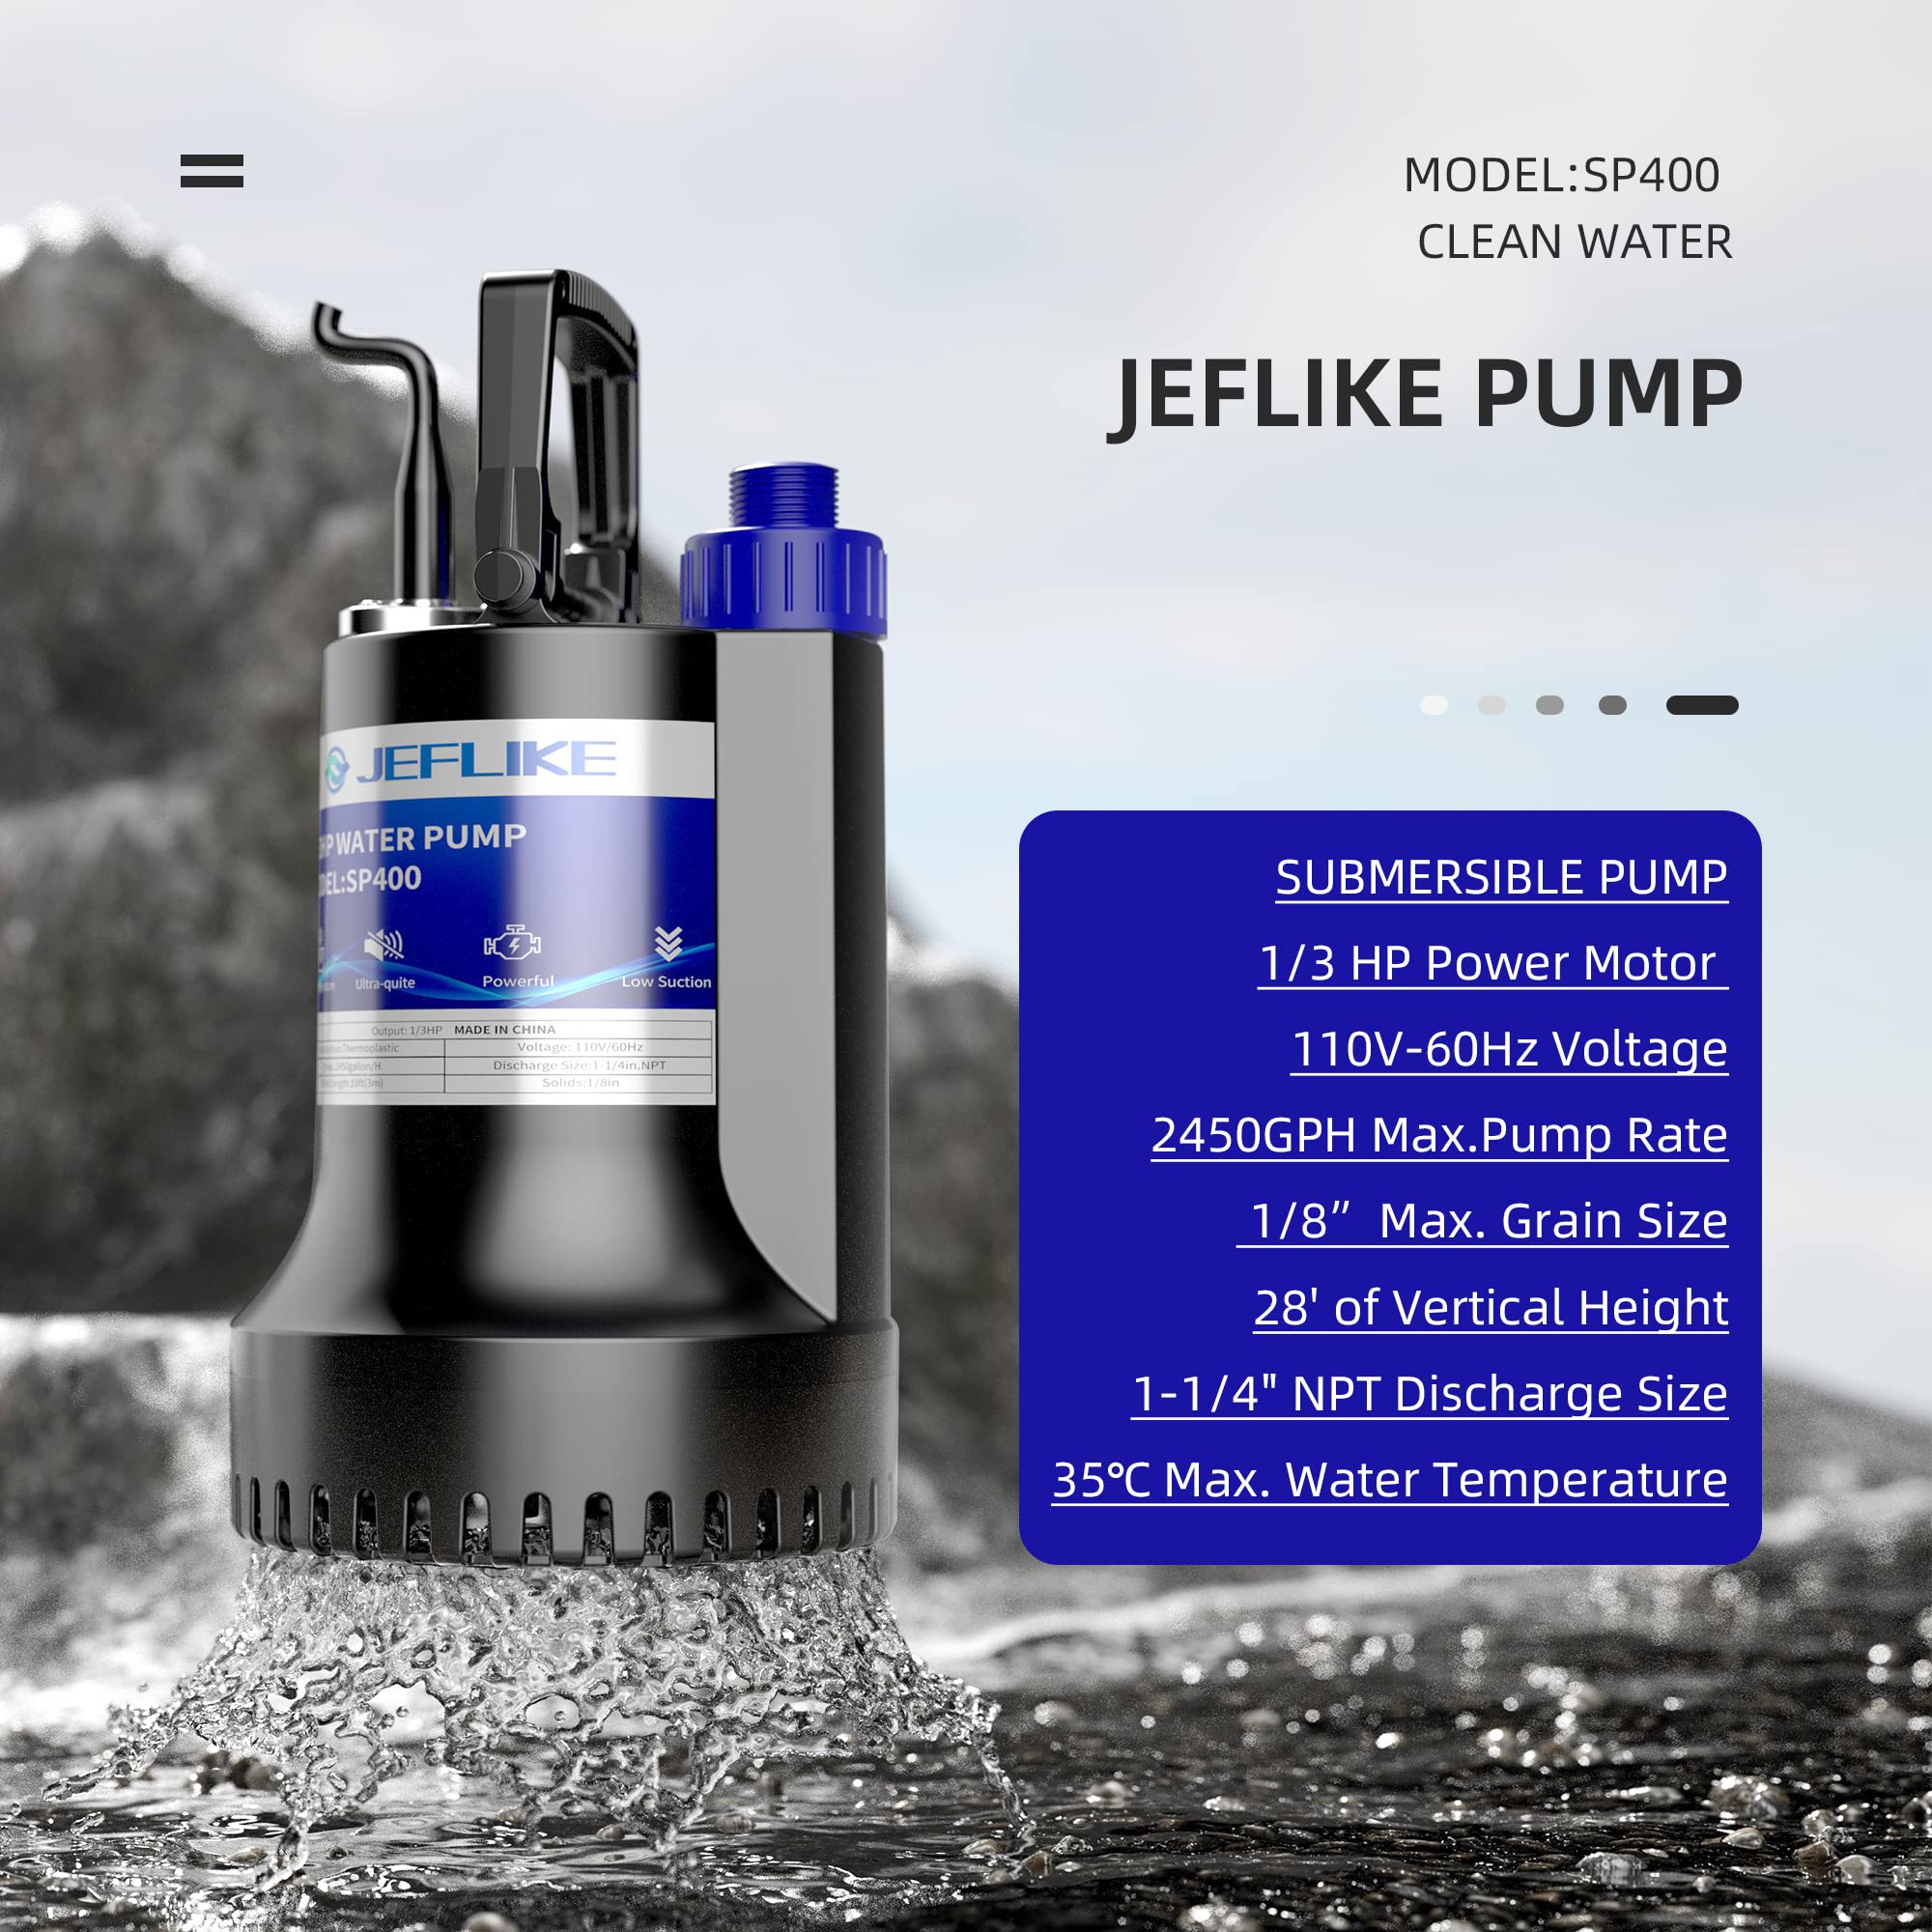 MODEL:SP400
CLEAN WATER
JEFLIKE PUMP
JEFLIKE
WATER PUMP
SP400
Ultra-quite
Powerful
Low Suction
Output: 1/3HP MADE IN CHINA
Thermoplastic
Voltage: 110V/60Hz
2450gallon/H
Discharge Size:1-1/4in.NPT
Solids:1/8in
SUBMERSIBLE PUMP
1/3 HP Power Motor
110V-60Hz Voltage
2450GPH Max.Pump Rate
1/8” Max. Grain Size
28' of Vertical Height
1-1/4" NPT Discharge Size
35℃ Max. Water Temperature